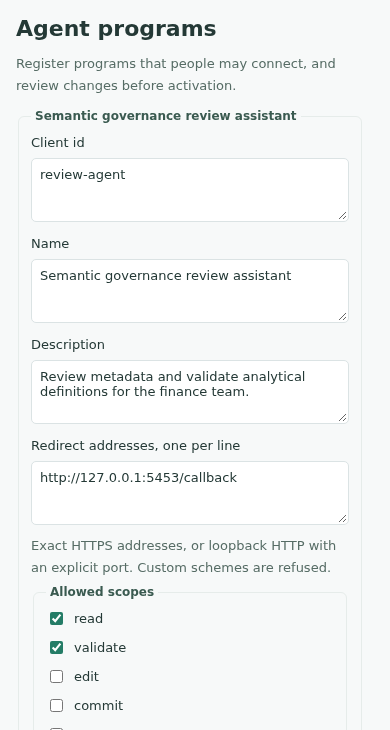 Agent programs
Register programs that people may connect, and
review changes before activation.
Semantic governance review assistant
Client id
review-agent
Name
Semantic governance review assistant
Description
Review metadata and validate analytical
definitions for the finance team.
Redirect addresses, one per line
http://127.0.0.1:5453/callback
Exact HTTPS addresses, or loopback HTTP with
an explicit port. Custom schemes are refused.
Allowed scopes
read
validate
edit
commit